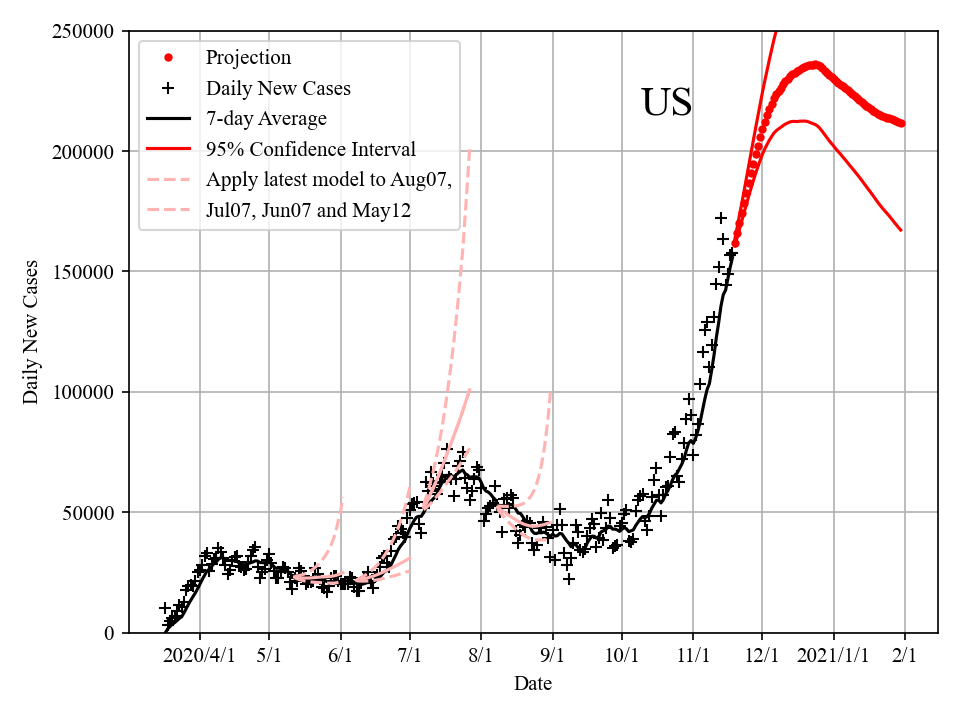 250000
200000
150000
100000
50000
0
Daily New Cases
Projection
Daily New Cases
7-day Average
95% Confidence Interval
Apply latest model to Aug07,
Jul07, Jun07 and May12
US
2020/4/1 5/1 6/1 7/1 8/1 9/1 10/1 11/1 12/1 2021/1/1 2/1
Date